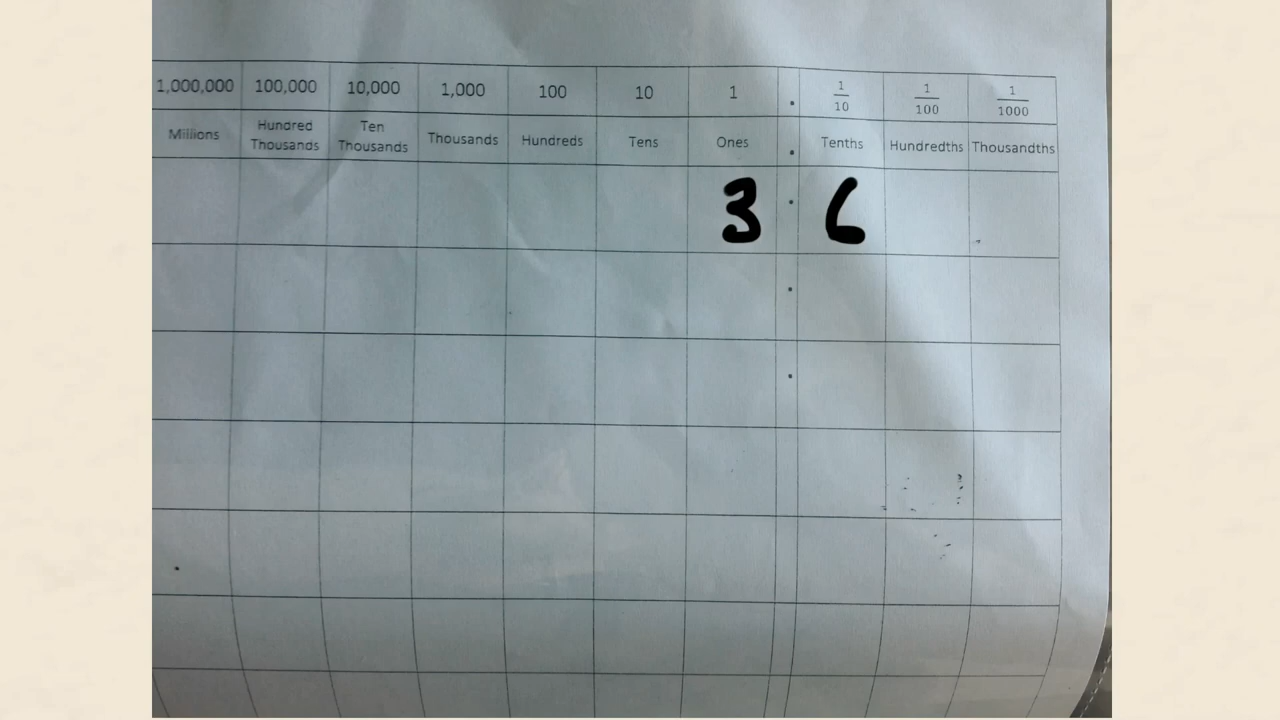 1,000,000 100,000 10,000 1,000 100 10 1 . 1/10 1/100 1/1000
Millions Hundred Thousands Ten Thousands Thousands Hundreds Tens Ones . Tenths Hundredths Thousandths
3 . 6
.
.